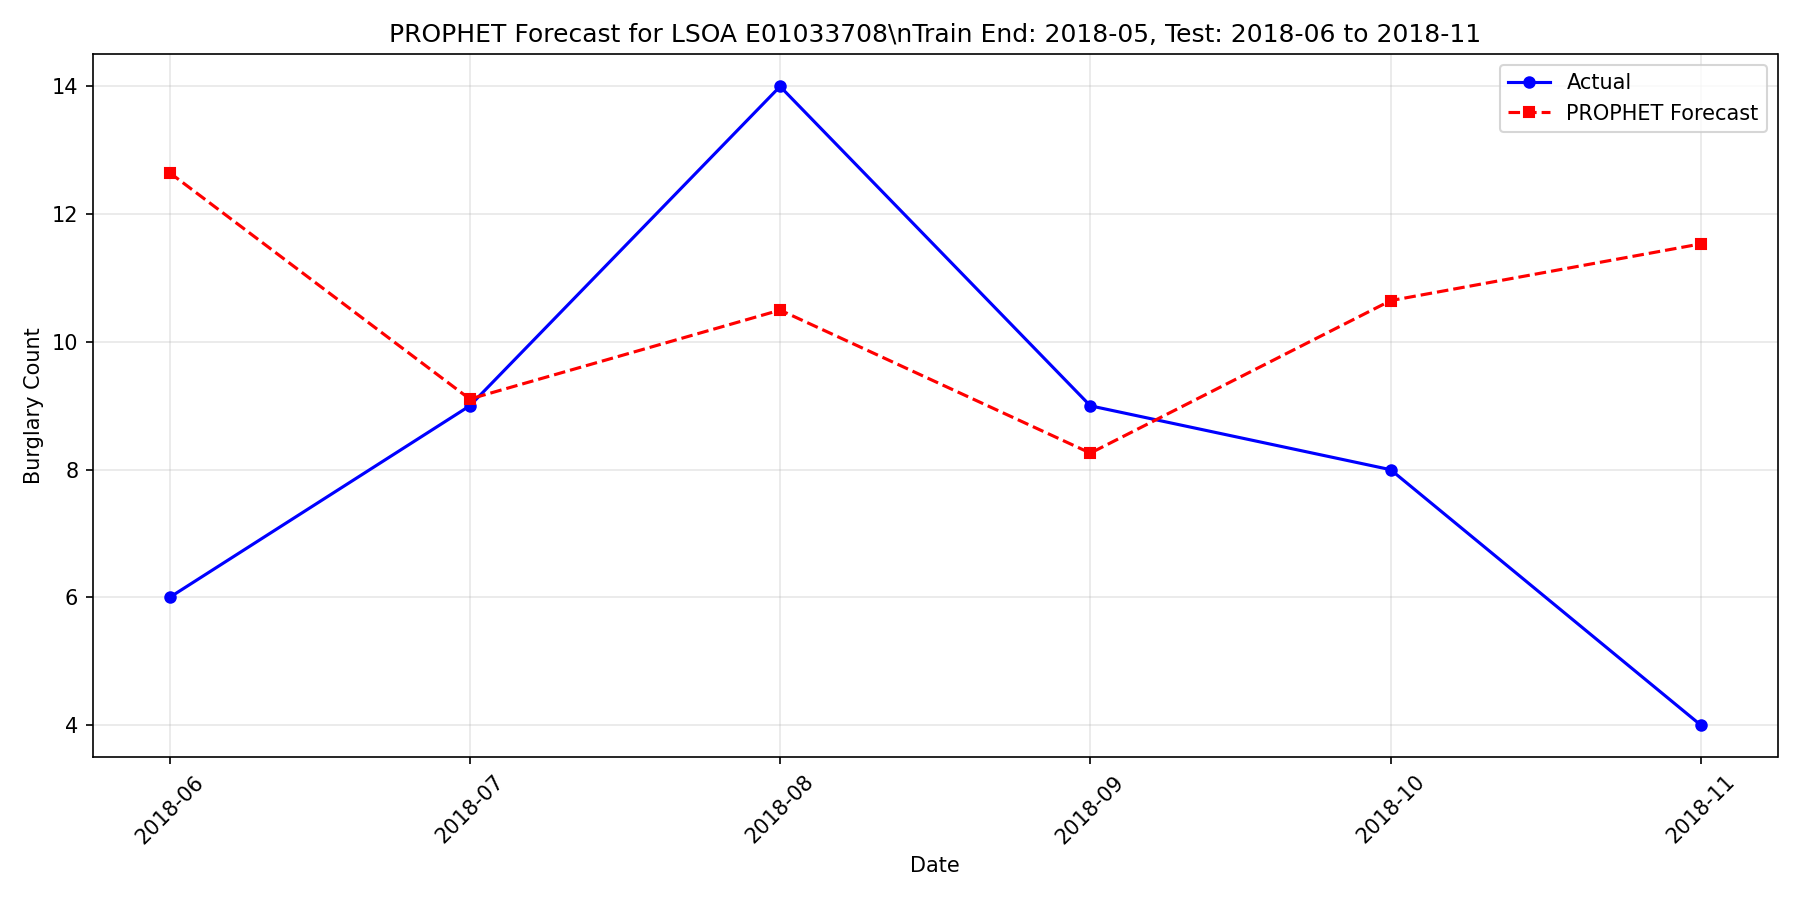 PROPHET Forecast for LSOA E01033708\nTrain End: 2018-05, Test: 2018-06 to 2018-11
Actual
PROPHET Forecast
Burglary Count
14
12
10
8
6
4
2018-06
2018-07
2018-08
2018-09
2018-10
2018-11
Date